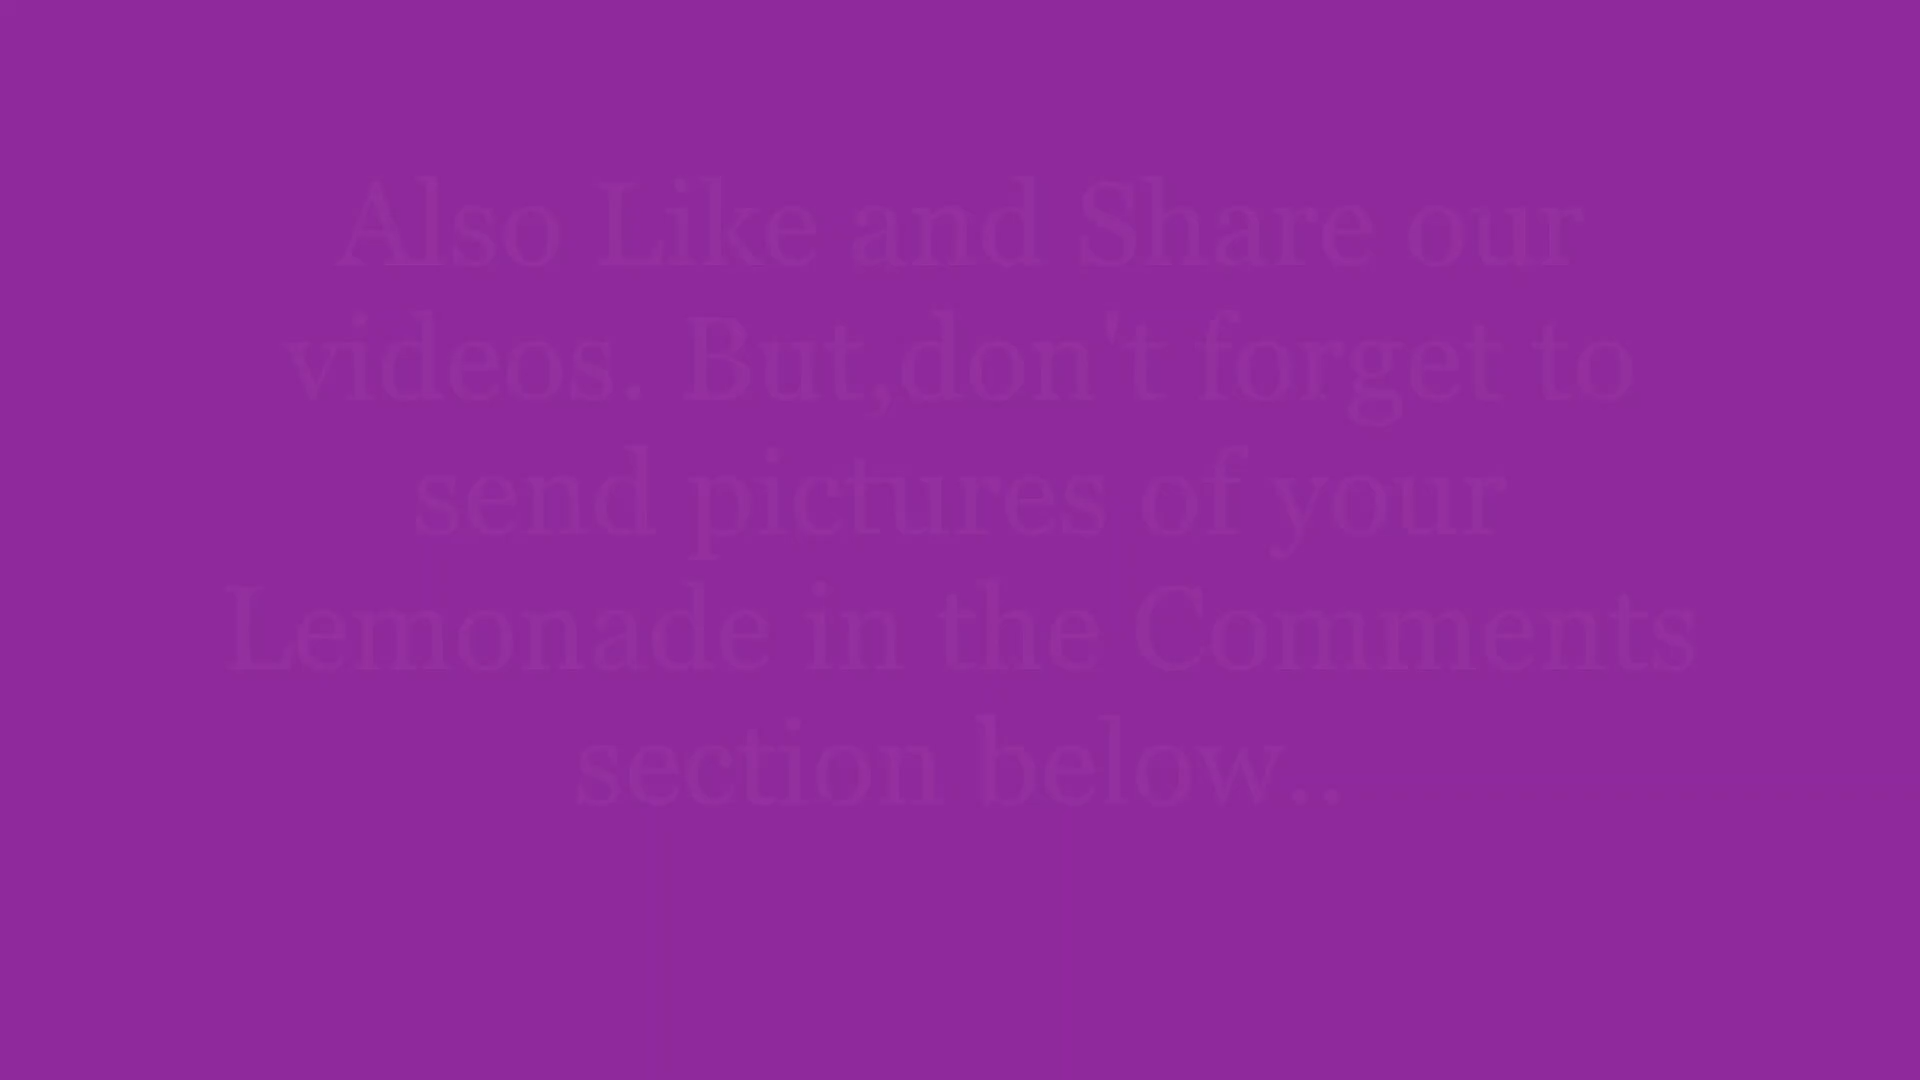 Also Like and Share our
videos. But,don't forget to
send pictures of your
Lemonade in the Comments
section below..